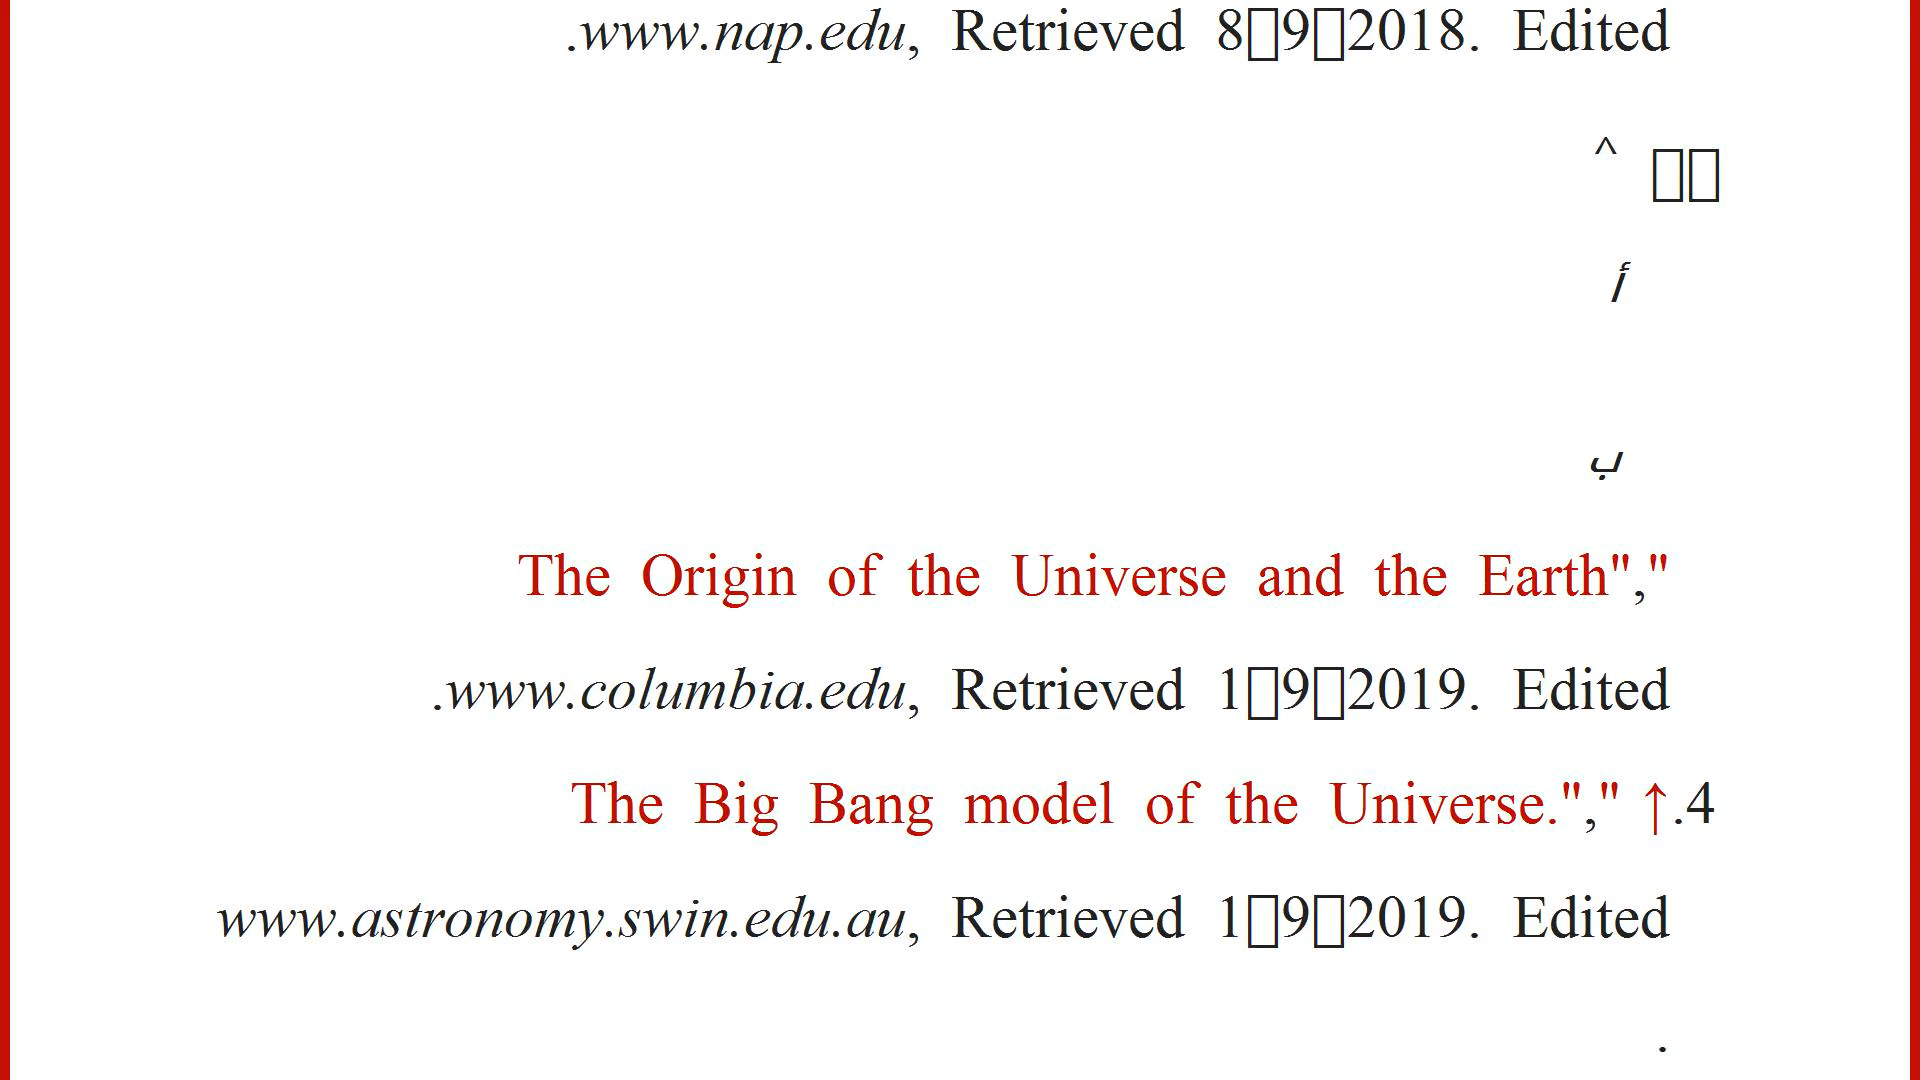 .www.nap.edu, Retrieved 8▯9▯2018. Edited
^ ▯▯
أ
ب
The Origin of the Universe and the Earth","
.www.columbia.edu, Retrieved 1▯9▯2019. Edited
The Big Bang model of the Universe."," ↑.4
www.astronomy.swin.edu.au, Retrieved 1▯9▯2019. Edited
.